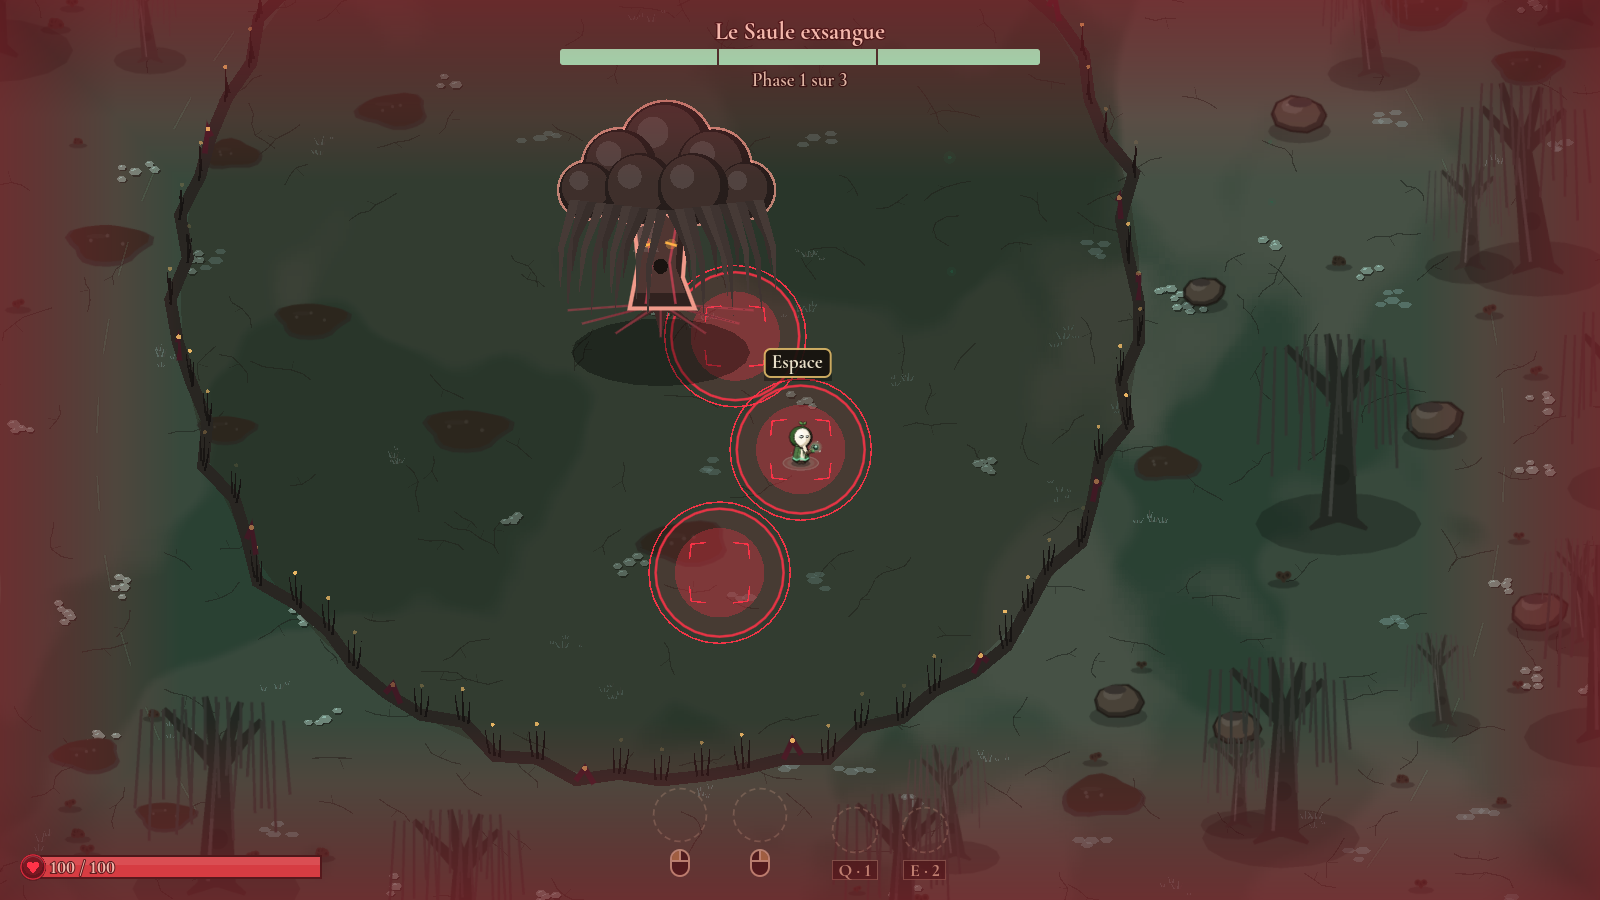 Le Saule exsangue
Phase 1 sur 3
Espace
100 / 100
Q · 1
E · 2